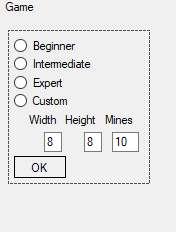 Game
Beginner
Intermediate
Expert
Custom
Width Height Mines
8 8 10
OK